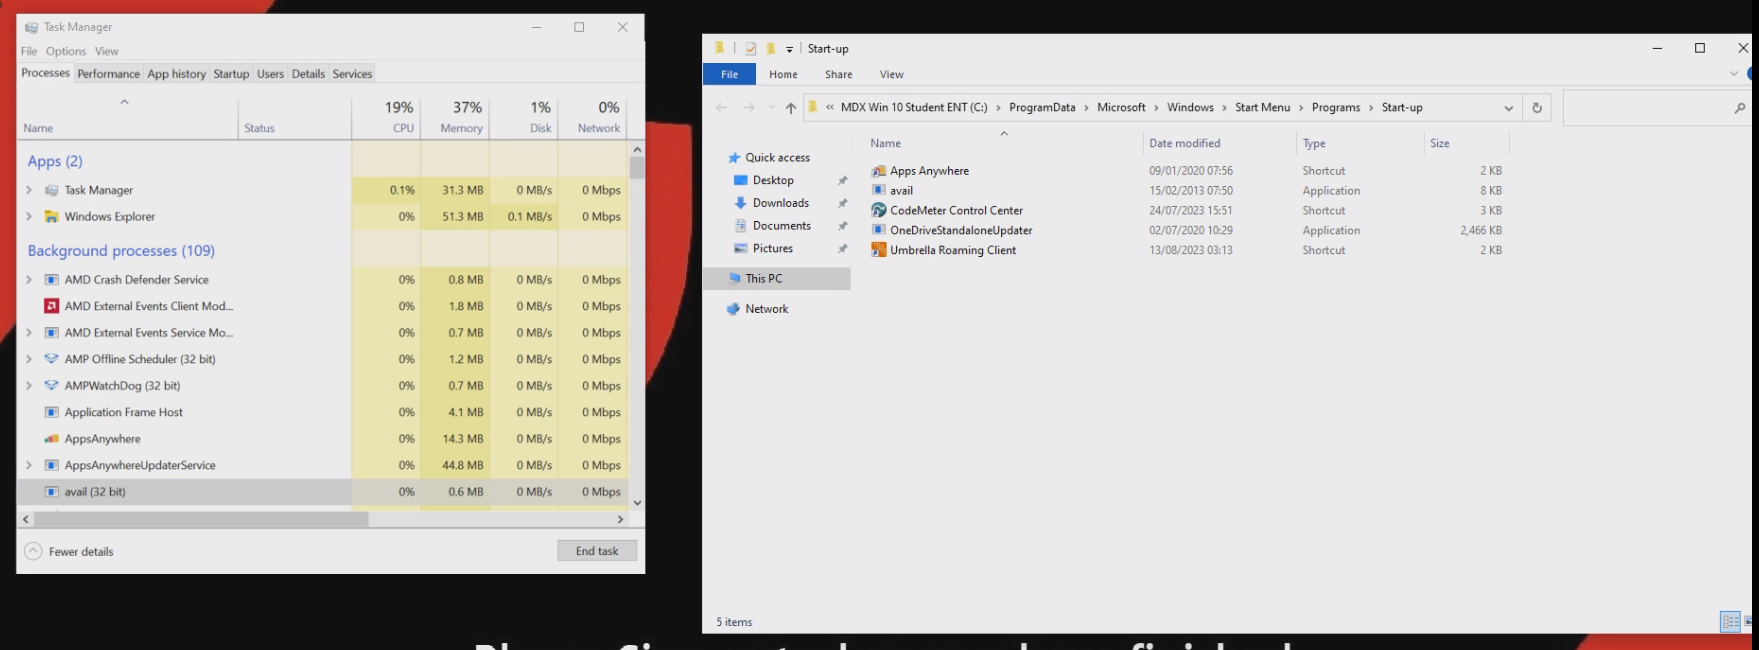 Task Manager
File Options View
Processes Performance App history Startup Users Details Services
19% 37% 1% 0%
Name Status CPU Memory Disk Network
Apps (2)
Task Manager 0.1% 31.3 MB 0 MB/s 0 Mbps
Windows Explorer 0% 51.3 MB 0.1 MB/s 0 Mbps
Background processes (109)
AMD Crash Defender Service 0% 0.8 MB 0 MB/s 0 Mbps
AMD External Events Client Mod... 0% 1.8 MB 0 MB/s 0 Mbps
AMD External Events Service Mo... 0% 0.7 MB 0 MB/s 0 Mbps
AMP Offline Scheduler (32 bit) 0% 1.2 MB 0 MB/s 0 Mbps
AMPWatchDog (32 bit) 0% 0.7 MB 0 MB/s 0 Mbps
Application Frame Host 0% 4.1 MB 0 MB/s 0 Mbps
AppsAnywhere 0% 14.3 MB 0 MB/s 0 Mbps
AppsAnywhereUpdaterService 0% 44.8 MB 0 MB/s 0 Mbps
avail (32 bit) 0% 0.6 MB 0 MB/s 0 Mbps
Fewer details End task
Start-up
File Home Share View
« MDX Win 10 Student ENT (C:) > ProgramData > Microsoft > Windows > Start Menu > Programs > Start-up
Quick access
Desktop
Downloads
Documents
Pictures
This PC
Network
Name Date modified Type Size
Apps Anywhere 09/01/2020 07:56 Shortcut 2 KB
avail 15/02/2013 07:50 Application 8 KB
CodeMeter Control Center 24/07/2023 15:51 Shortcut 3 KB
OneDriveStandaloneUpdater 02/07/2020 10:29 Application 2,466 KB
Umbrella Roaming Client 13/08/2023 03:13 Shortcut 2 KB
5 items